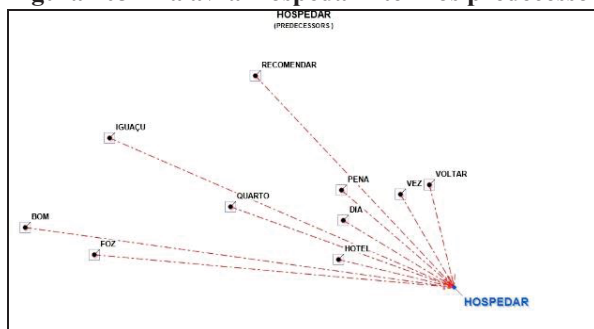 HOSPEDAR
(PREDECESSORS)
RECOMENDAR
IGUAÇU
PENA
VOLTAR
VEZ
QUARTO
DIA
BOM
FOZ
HOTEL
HOSPEDAR